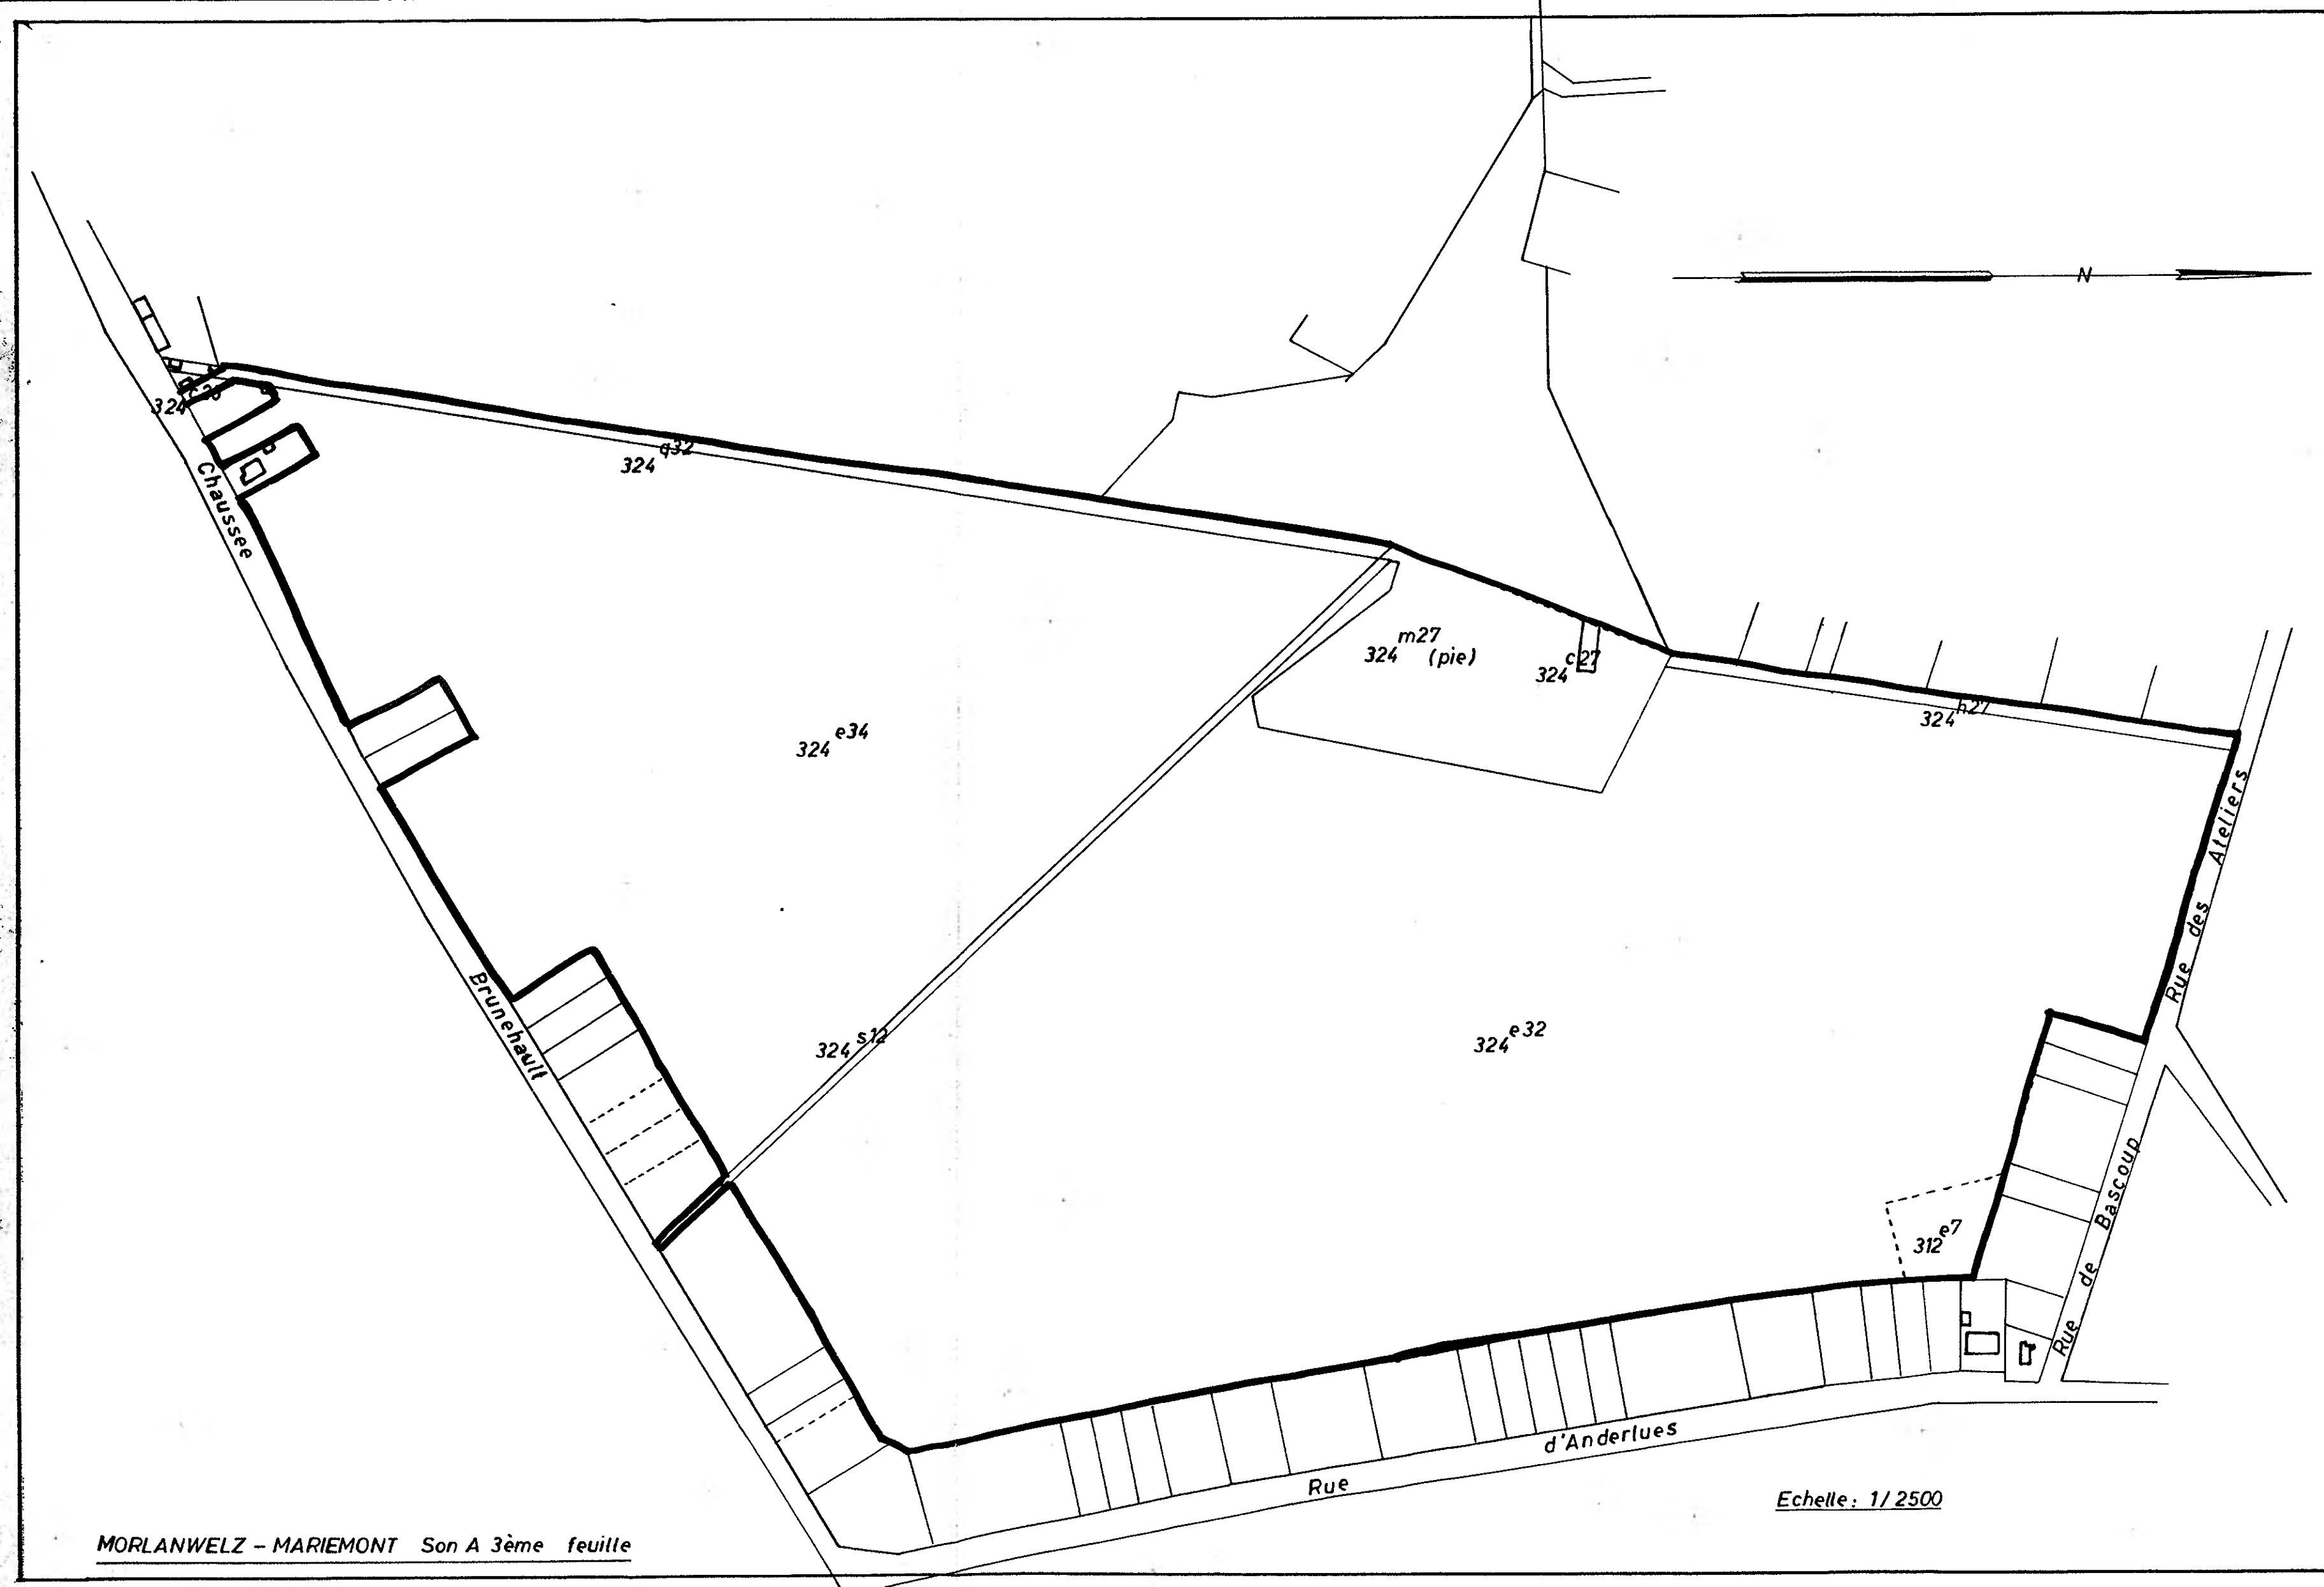 N
324
Chaussee
324 q32
m27
324 (pie)
324 c27
324 h27
324 e34
Rue des Ateliers
Brunehault
324 s12
324 e32
Rue de Bascoup
312 e7
d'Anderlues
Rue
Echelle: 1/2500
MORLANWELZ - MARIEMONT Son A 3ème feuille